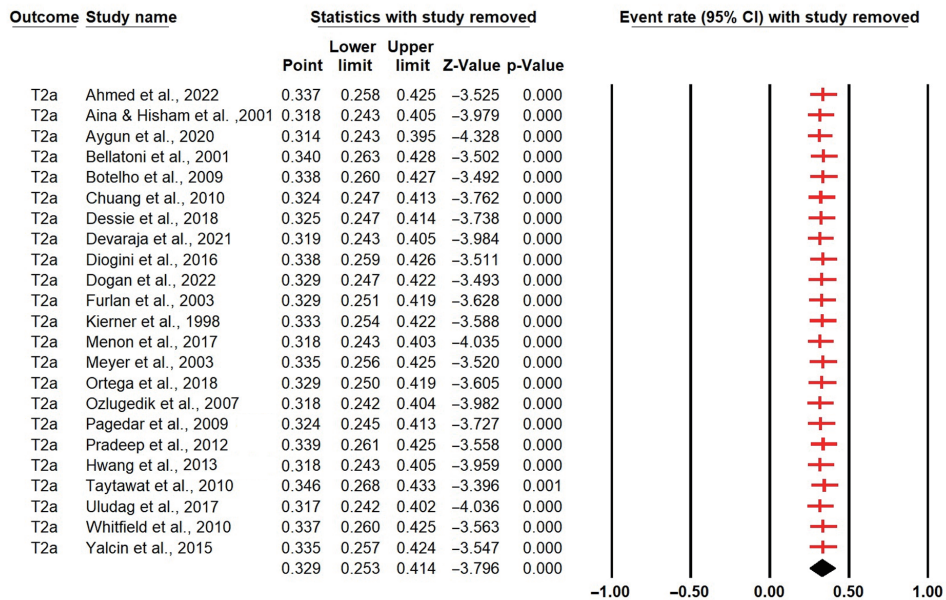 Outcome Study name Statistics with study removed Event rate (95% CI) with study removed
Lower Upper
Point limit limit Z-Value p-Value
T2a Ahmed et al., 2022 0.337 0.258 0.425 –3.525 0.000
T2a Aina & Hisham et al. ,2001 0.318 0.243 0.405 –3.979 0.000
T2a Aygun et al., 2020 0.314 0.243 0.395 –4.328 0.000
T2a Bellatoni et al., 2001 0.340 0.263 0.428 –3.502 0.000
T2a Botelho et al., 2009 0.338 0.260 0.427 –3.492 0.000
T2a Chuang et al., 2010 0.324 0.247 0.413 –3.762 0.000
T2a Dessie et al., 2018 0.325 0.247 0.414 –3.738 0.000
T2a Devaraja et al., 2021 0.319 0.243 0.405 –3.984 0.000
T2a Diogini et al., 2016 0.338 0.259 0.426 –3.511 0.000
T2a Dogan et al., 2022 0.329 0.247 0.422 –3.493 0.000
T2a Furlan et al., 2003 0.329 0.251 0.419 –3.628 0.000
T2a Kierner et al., 1998 0.333 0.254 0.422 –3.588 0.000
T2a Menon et al., 2017 0.318 0.243 0.403 –4.035 0.000
T2a Meyer et al., 2003 0.335 0.256 0.425 –3.520 0.000
T2a Ortega et al., 2018 0.329 0.250 0.419 –3.605 0.000
T2a Ozlugedik et al., 2007 0.318 0.242 0.404 –3.982 0.000
T2a Pagedar et al., 2009 0.324 0.245 0.413 –3.727 0.000
T2a Pradeep et al., 2012 0.339 0.261 0.425 –3.558 0.000
T2a Hwang et al., 2013 0.318 0.243 0.405 –3.959 0.000
T2a Taytawat et al., 2010 0.346 0.268 0.433 –3.396 0.001
T2a Uludag et al., 2017 0.317 0.242 0.402 –4.036 0.000
T2a Whitfield et al., 2010 0.337 0.260 0.425 –3.563 0.000
T2a Yalcin et al., 2015 0.335 0.257 0.424 –3.547 0.000
0.329 0.253 0.414 –3.796 0.000
–1.00 –0.50 0.00 0.50 1.00